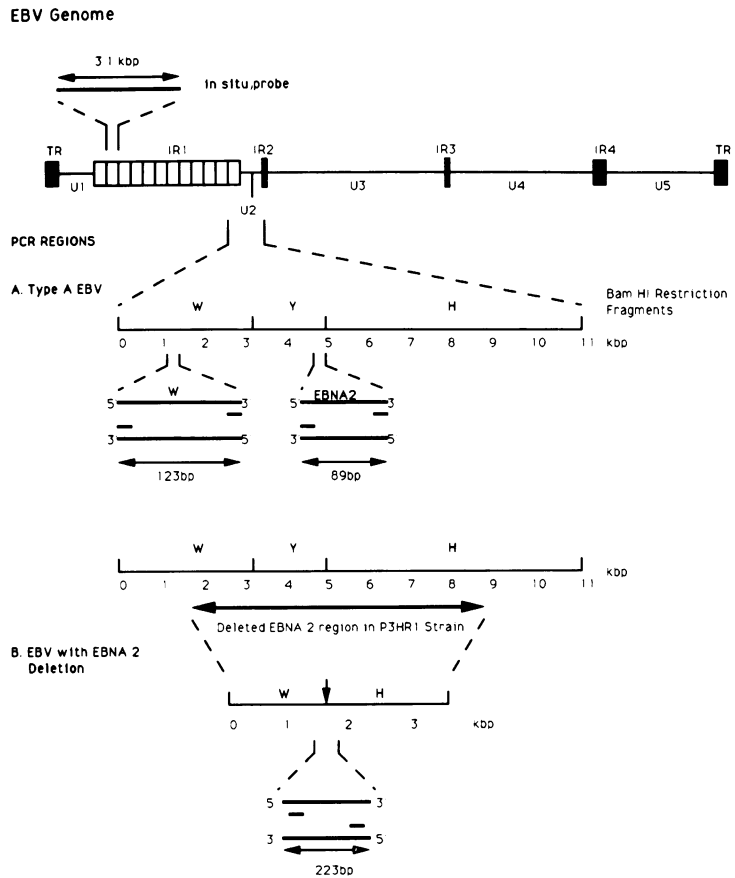 EBV Genome
3.1 kbp
in situ, probe
TR IR1 IR2 IR3 IR4 TR
U1 U2 U3 U4 U5
PCR REGIONS
A. Type A EBV
Bam HI Restriction
Fragments
W Y H
0 1 2 3 4 5 6 7 8 9 10 11 kbp
W EBNA2
5 3 5 3
3 5 3 5
123bp 89bp
W Y H
0 1 2 3 4 5 6 7 8 9 10 11 kbp
Deleted EBNA 2 region in P3HR1 Strain
B. EBV with EBNA 2
Deletion
W H
0 1 2 3 kbp
5 3
3 5
223bp